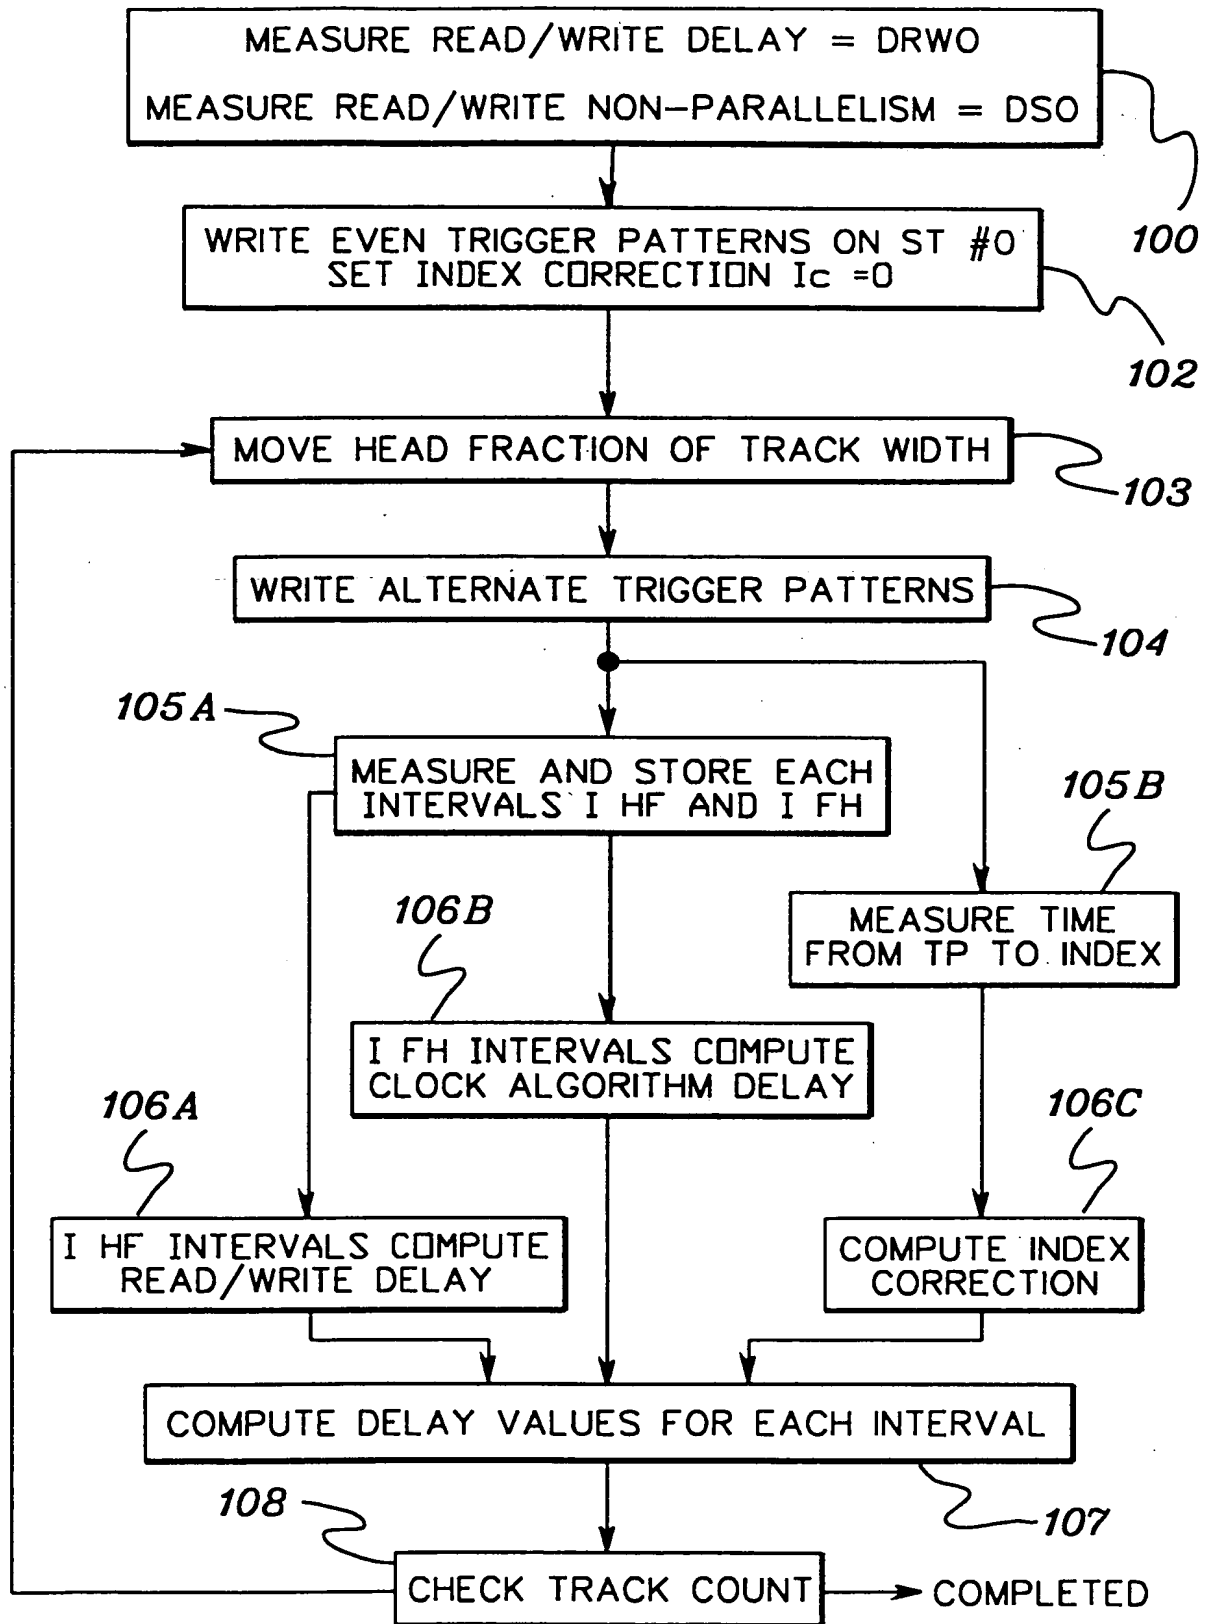 MEASURE READ/WRITE DELAY = DRWO
MEASURE READ/WRITE NON-PARALLELISM = DSO
100
WRITE EVEN TRIGGER PATTERNS ON ST #0
SET INDEX CORRECTION Ic =0
102
MOVE HEAD FRACTION OF TRACK WIDTH
103
WRITE ALTERNATE TRIGGER PATTERNS
104
105A
MEASURE AND STORE EACH
INTERVALS I HF AND I FH
105B
MEASURE TIME
FROM TP TO INDEX
106B
I FH INTERVALS COMPUTE
CLOCK ALGORITHM DELAY
106A
I HF INTERVALS COMPUTE
READ/WRITE DELAY
106C
COMPUTE INDEX
CORRECTION
COMPUTE DELAY VALUES FOR EACH INTERVAL
107
108
CHECK TRACK COUNT
COMPLETED